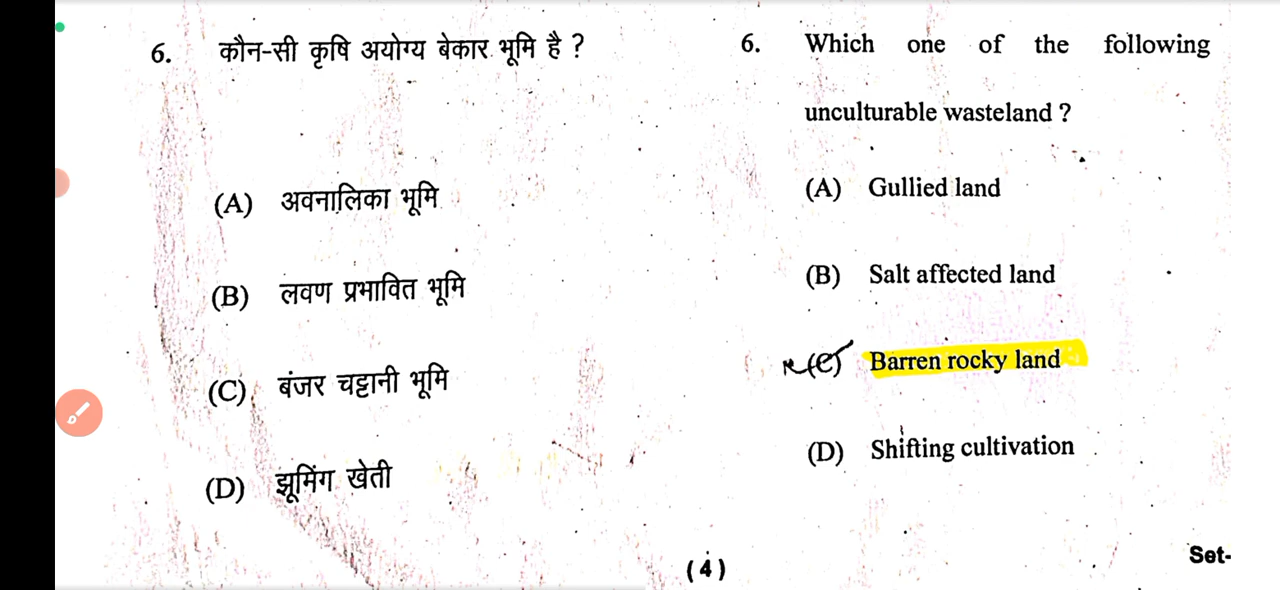 6. कौन-सी कृषि अयोग्य बेकार भूमि है ?
(A) अवनालिका भूमि
(B) लवण प्रभावित भूमि
(C) बंजर चट्टानी भूमि
(D) झूमिंग खेती
6. Which one of the following
unculturable wasteland ?
(A) Gullied land
(B) Salt affected land
(C) Barren rocky land
(D) Shifting cultivation
(4)
Set-